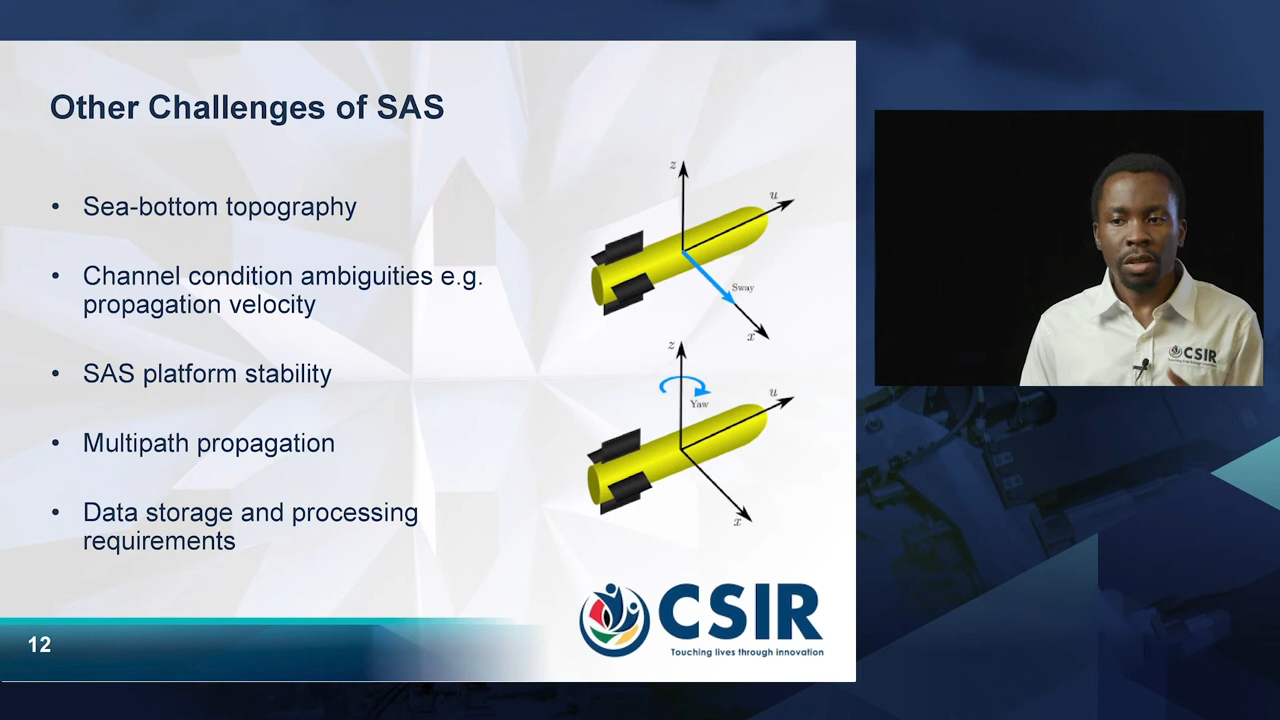 Other Challenges of SAS
• Sea-bottom topography
• Channel condition ambiguities e.g.
propagation velocity
• SAS platform stability
• Multipath propagation
• Data storage and processing
requirements
z
u
Sway
x
z
Yaw
u
x
CSIR
Touching lives through innovation
12
CSIR